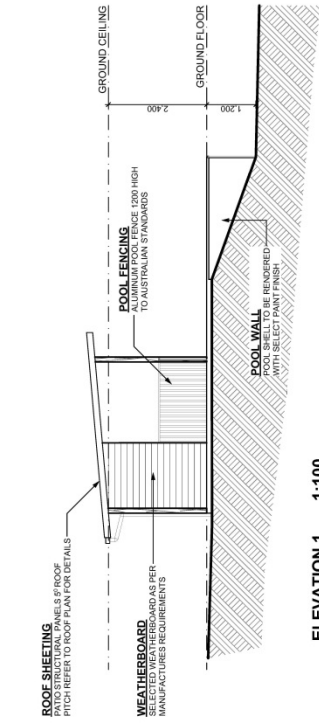 ROOF SHEETING
PATIO STRUCTURAL PANELS 5º ROOF
PITCH REFER TO ROOF PLAN FOR DETAILS
WEATHERBOARD
SELECTED WEATHERBOARD AS PER
MANUFACTURES REQUIREMENTS
POOL FENCING
ALUMINUM POOL FENCE 1200 HIGH
TO AUSTRALIAN STANDARDS
POOL WALL
POOL SHELL TO BE RENDERED
WITH SELECT PAINT FINISH
GROUND CEILING
2,400
GROUND FLOOR
1,200
ELEVATION 1 1:100